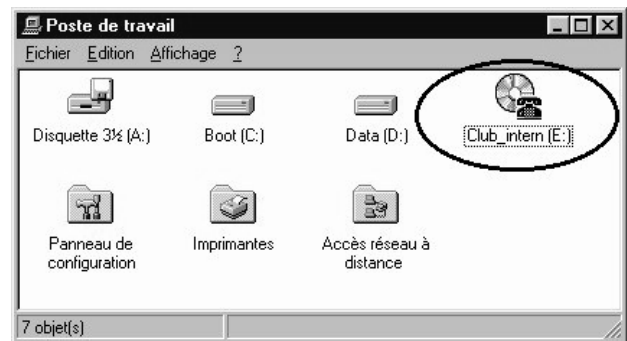 Poste de travail
Fichier Edition Affichage ?
Disquette 3½ (A:) Boot (C:) Data (D:) Club_intern (E:)
Panneau de configuration Imprimantes Accès réseau à distance
7 objet(s)